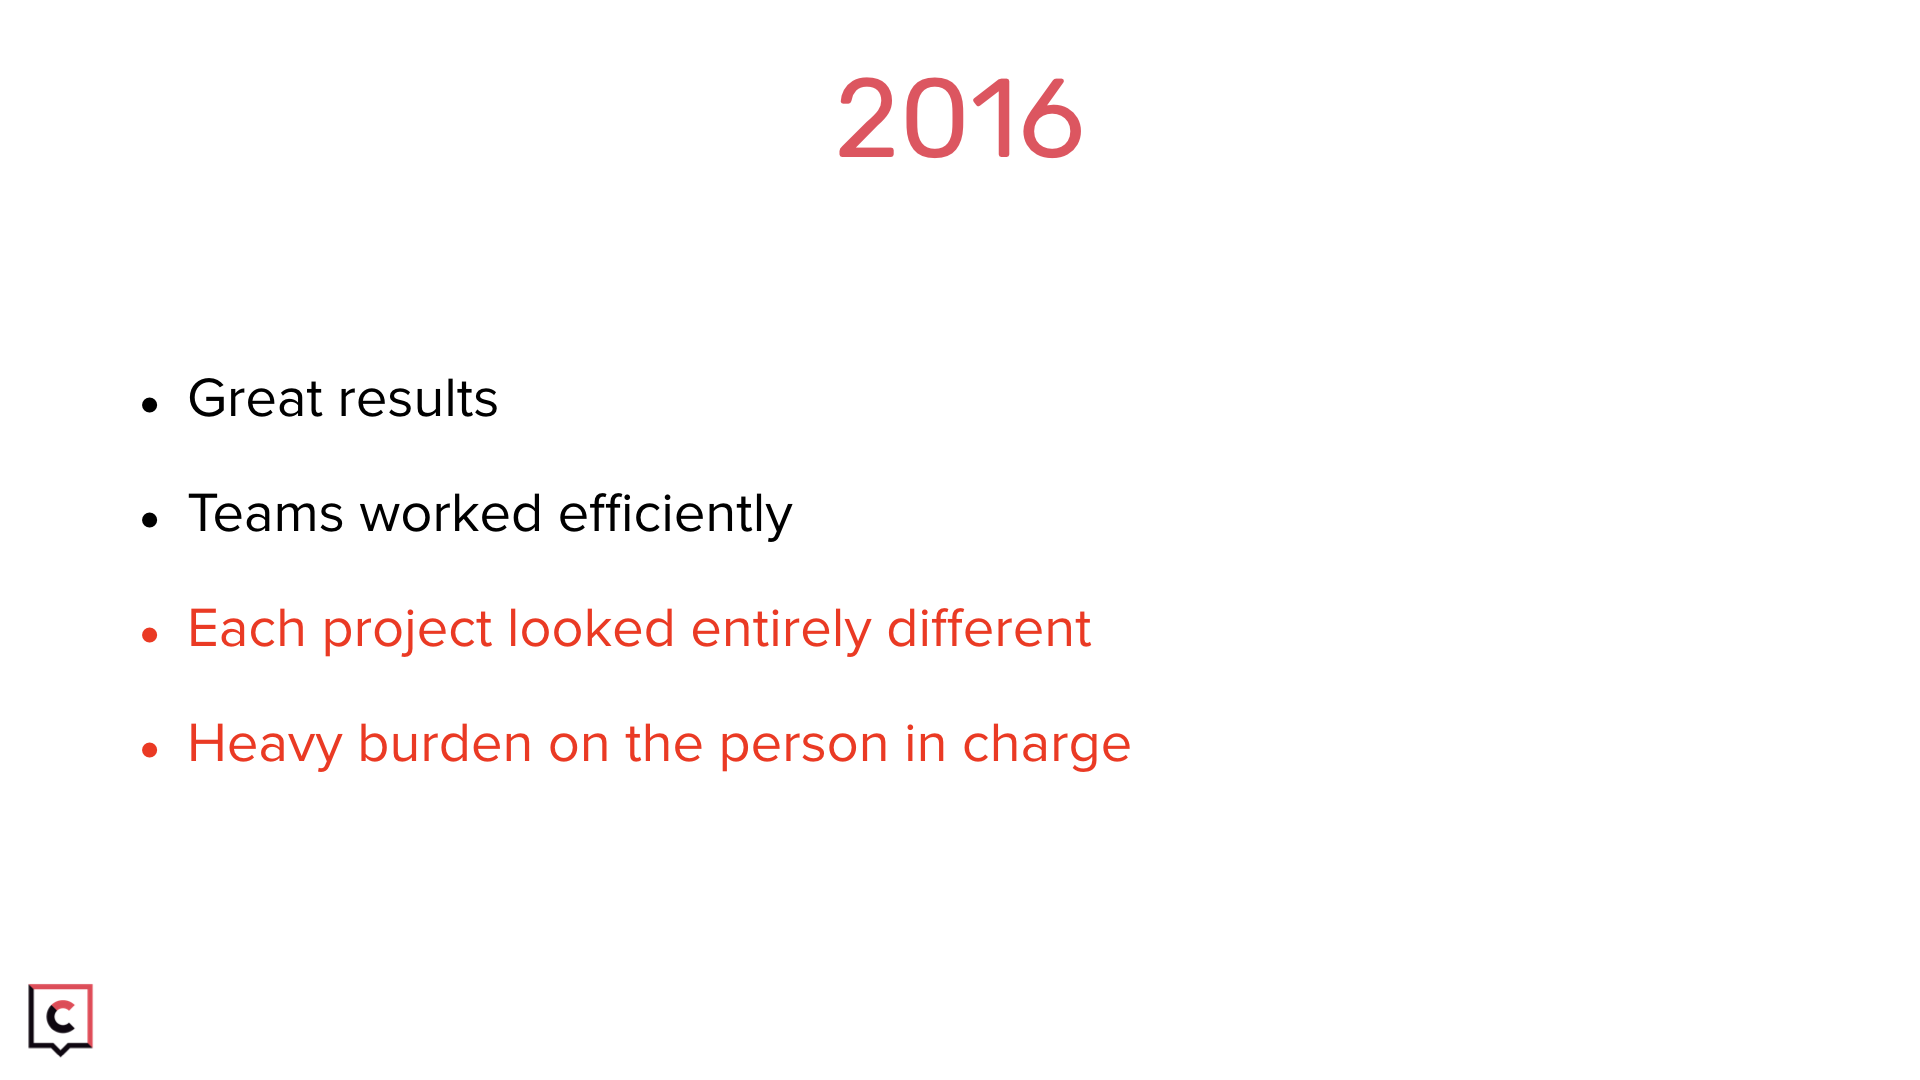 2016
• Great results
• Teams worked efficiently
• Each project looked entirely different
• Heavy burden on the person in charge
C